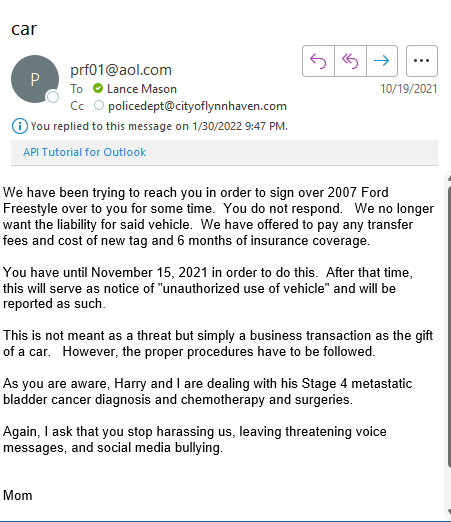 car
P
prf01@aol.com
To Lance Mason
10/19/2021
Cc policedept@cityoflynnhaven.com
You replied to this message on 1/30/2022 9:47 PM.
API Tutorial for Outlook
We have been trying to reach you in order to sign over 2007 Ford
Freestyle over to you for some time.  You do not respond.   We no longer
want the liability for said vehicle.  We have offered to pay any transfer
fees and cost of new tag and 6 months of insurance coverage.
You have until November 15, 2021 in order to do this.  After that time,
this will serve as notice of "unauthorized use of vehicle" and will be
reported as such.
This is not meant as a threat but simply a business transaction as the gift
of a car.   However, the proper procedures have to be followed.
As you are aware, Harry and I are dealing with his Stage 4 metastatic
bladder cancer diagnosis and chemotherapy and surgeries.
Again, I ask that you stop harassing us, leaving threatening voice
messages, and social media bullying.
Mom